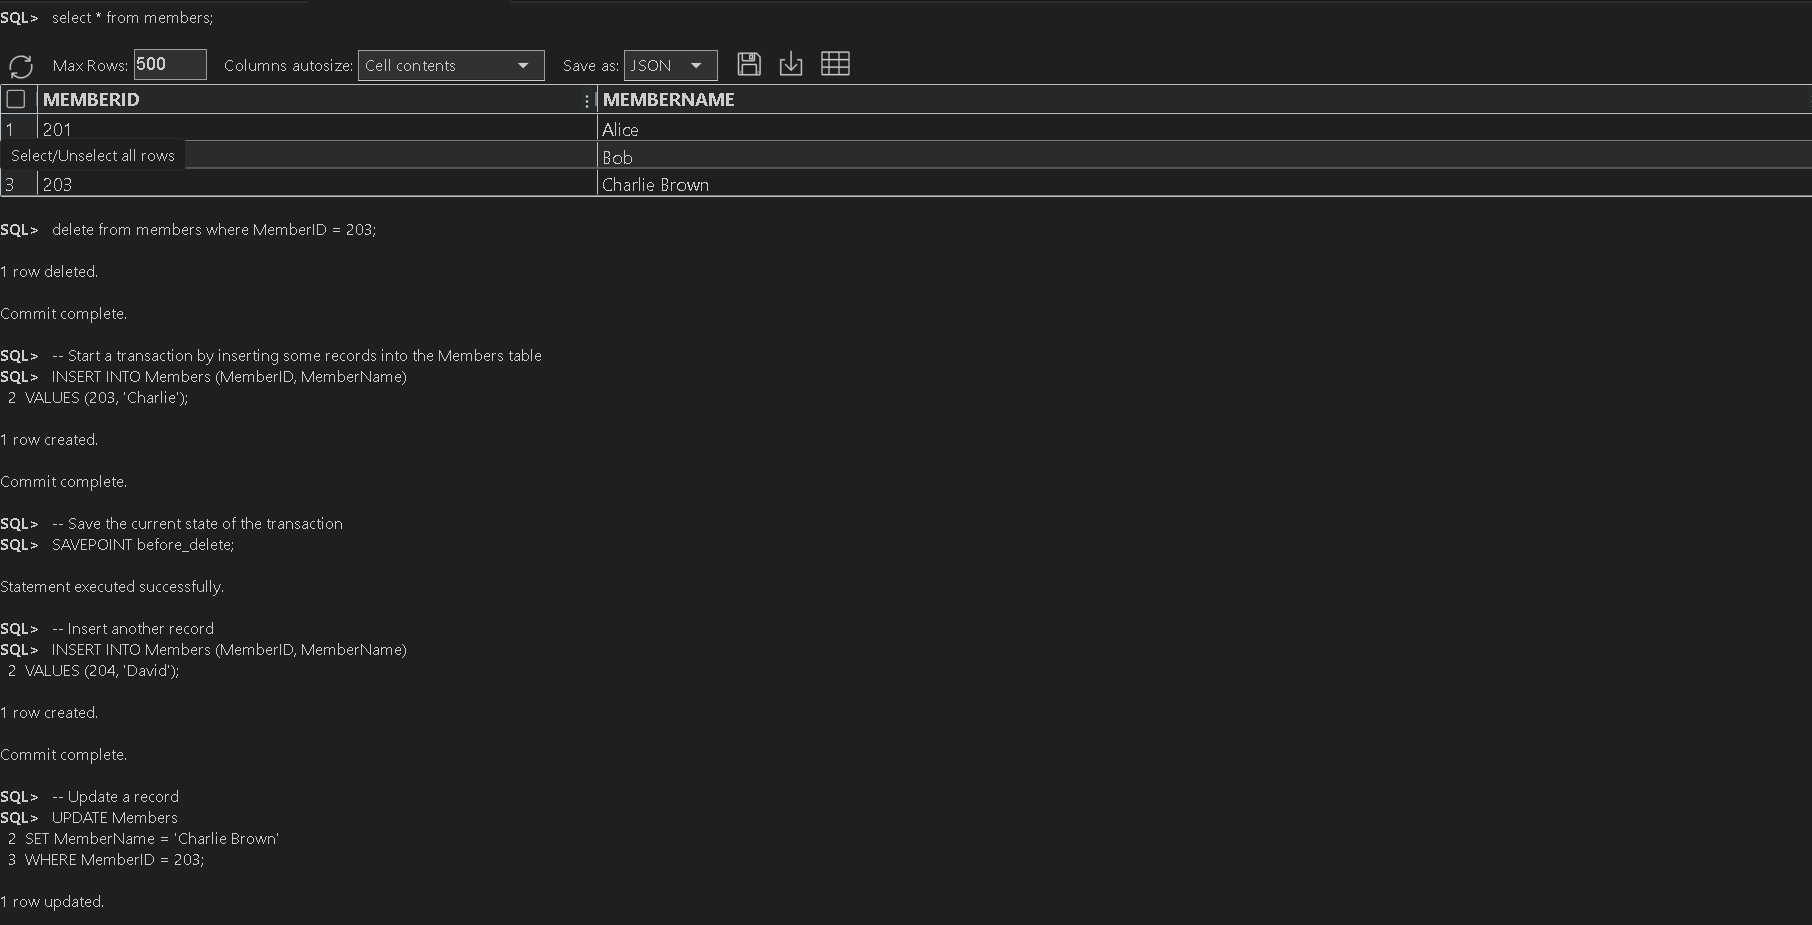 SQL> select * from members;
Max Rows: 500 Columns autosize: Cell contents Save as: JSON
MEMBERID MEMBERNAME
1 201 Alice
Select/Unselect all rows Bob
3 203 Charlie Brown
SQL> delete from members where MemberID = 203;
1 row deleted.
Commit complete.
SQL> -- Start a transaction by inserting some records into the Members table
SQL> INSERT INTO Members (MemberID, MemberName)
2 VALUES (203, 'Charlie');
1 row created.
Commit complete.
SQL> -- Save the current state of the transaction
SQL> SAVEPOINT before_delete;
Statement executed successfully.
SQL> -- Insert another record
SQL> INSERT INTO Members (MemberID, MemberName)
2 VALUES (204, 'David');
1 row created.
Commit complete.
SQL> -- Update a record
SQL> UPDATE Members
2 SET MemberName = 'Charlie Brown'
3 WHERE MemberID = 203;
1 row updated.